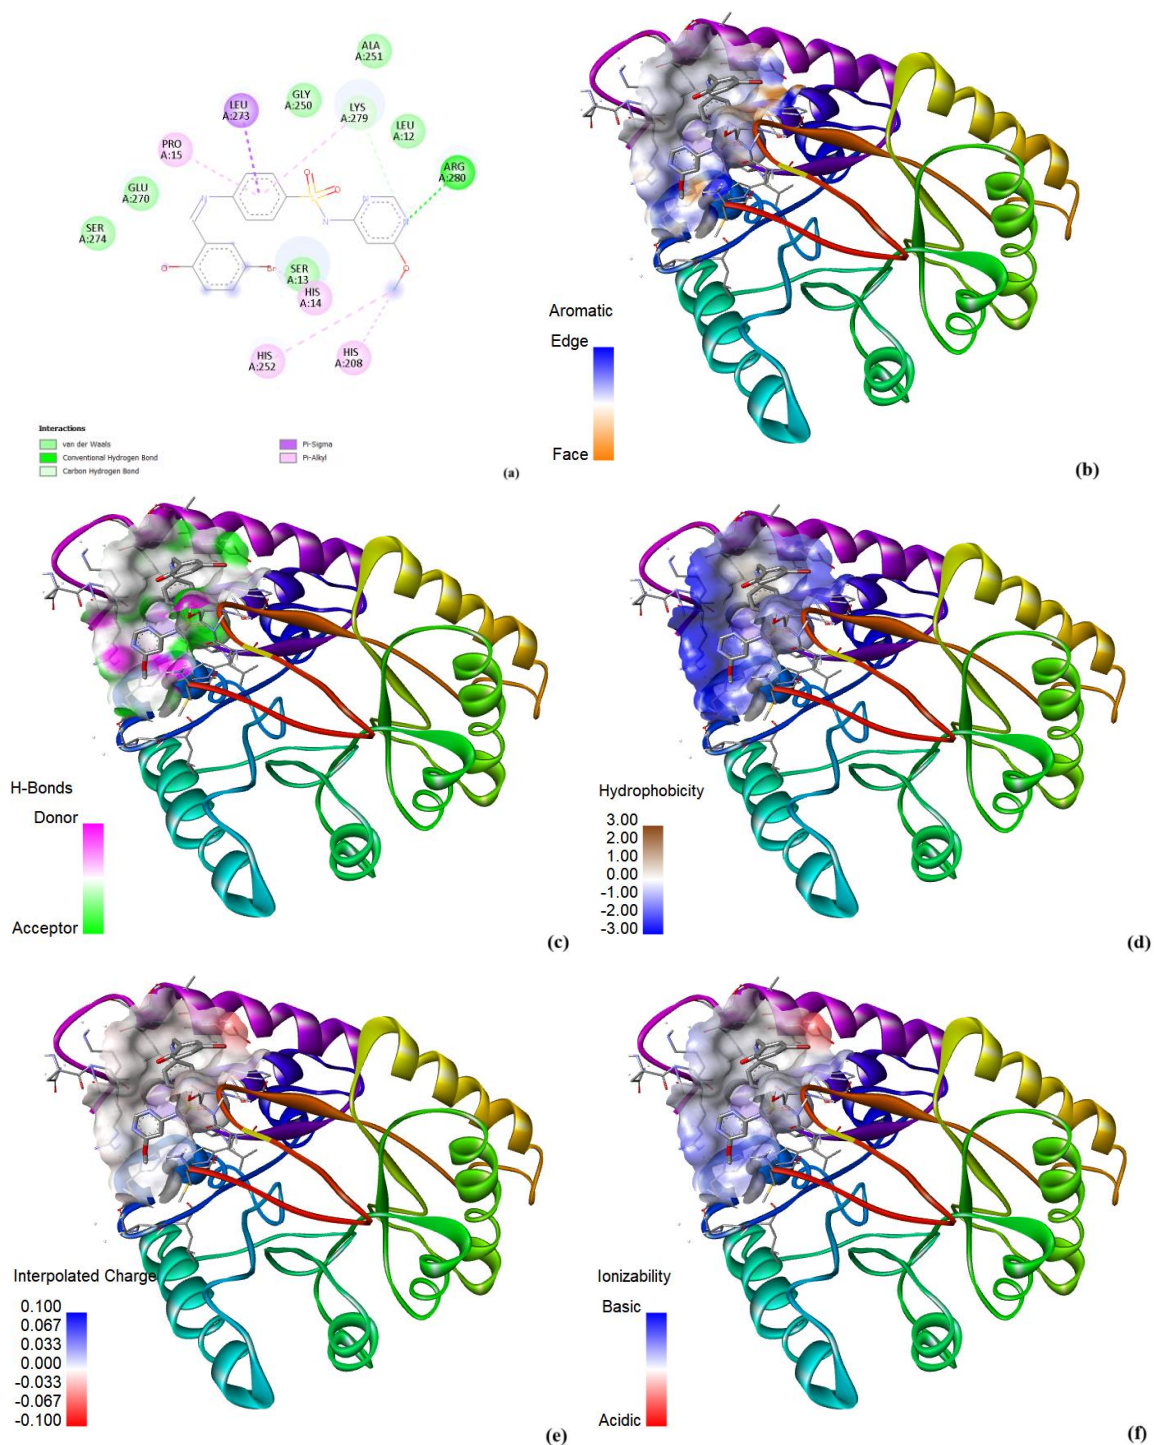 ALA
A:251
GLY
A:250
LEU
A:273
LYS
A:279
LEU
A:12
PRO
A:15
ARG
A:280
GLU
A:270
SER
A:274
N
O
O
S
N
N
N
O
Br
O
SER
A:13
HIS
A:14
HIS
A:252
HIS
A:208
Interactions
van der Waals
Conventional Hydrogen Bond
Carbon Hydrogen Bond
Pi-Sigma
Pi-Alkyl
(a)
Aromatic
Edge
Face
(b)
H-Bonds
Donor
Acceptor
(c)
Hydrophobicity
3.00
2.00
1.00
0.00
-1.00
-2.00
-3.00
(d)
Interpolated Charge
0.100
0.067
0.033
0.000
-0.033
-0.067
-0.100
(e)
Ionizability
Basic
Acidic
(f)